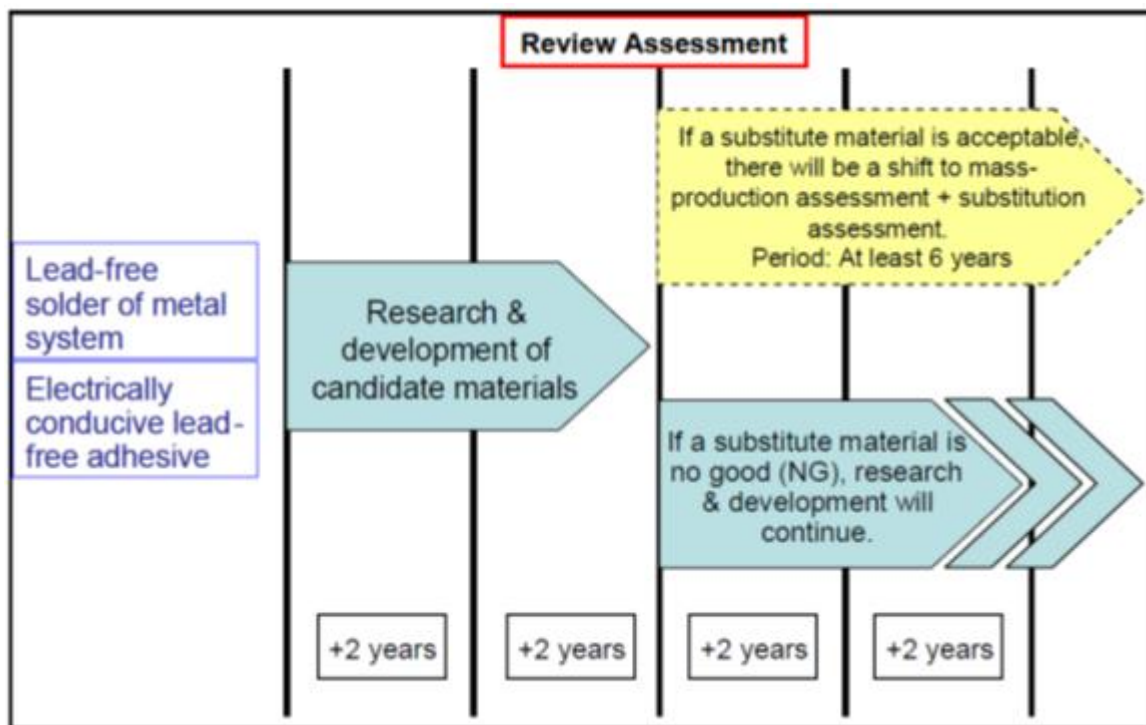 Review Assessment
If a substitute material is acceptable,
there will be a shift to mass-
production assessment + substitution
assessment.
Period: At least 6 years
Lead-free
solder of metal
system
Electrically
conducive lead-
free adhesive
Research &
development of
candidate materials
If a substitute material is
no good (NG), research
& development will
continue.
+2 years
+2 years
+2 years
+2 years